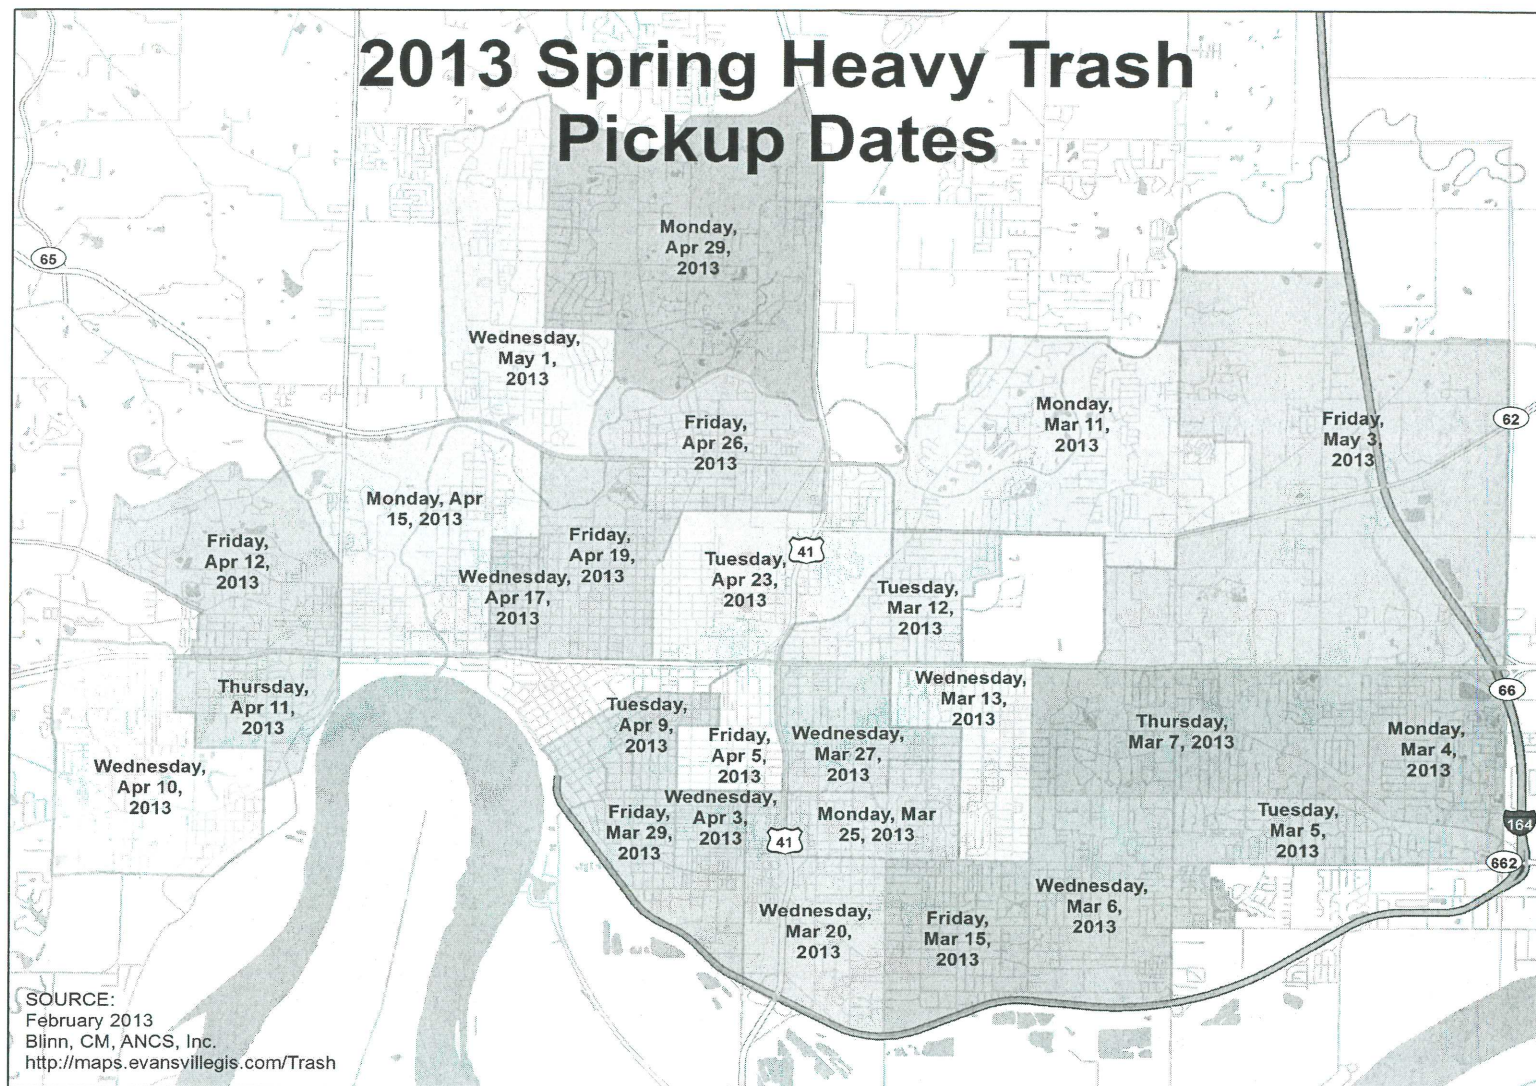 2013 Spring Heavy Trash
Pickup Dates
Monday,
Apr 29,
2013
65
Wednesday,
May 1,
2013
Friday,
Apr 26,
2013
Monday,
Mar 11,
2013
Friday,
May 3,
2013
62
Monday, Apr
15, 2013
Friday,
Apr 12,
2013
Friday,
Apr 19,
2013
Wednesday,
Apr 17,
2013
Tuesday,
Apr 23,
2013
41
Tuesday,
Mar 12,
2013
Thursday,
Apr 11,
2013
Wednesday,
Apr 10,
2013
Tuesday,
Apr 9,
2013
Friday,
Apr 5,
2013
Wednesday,
Mar 27,
2013
Wednesday,
Mar 13,
2013
Thursday,
Mar 7, 2013
Monday,
Mar 4,
2013
66
Friday,
Mar 29,
2013
Wednesday,
Apr 3,
2013
41
Monday, Mar
25, 2013
Tuesday,
Mar 5,
2013
164
662
Wednesday,
Mar 20,
2013
Friday,
Mar 15,
2013
Wednesday,
Mar 6,
2013
SOURCE:
February 2013
Blinn, CM, ANCS, Inc.
http://maps.evansvillegis.com/Trash